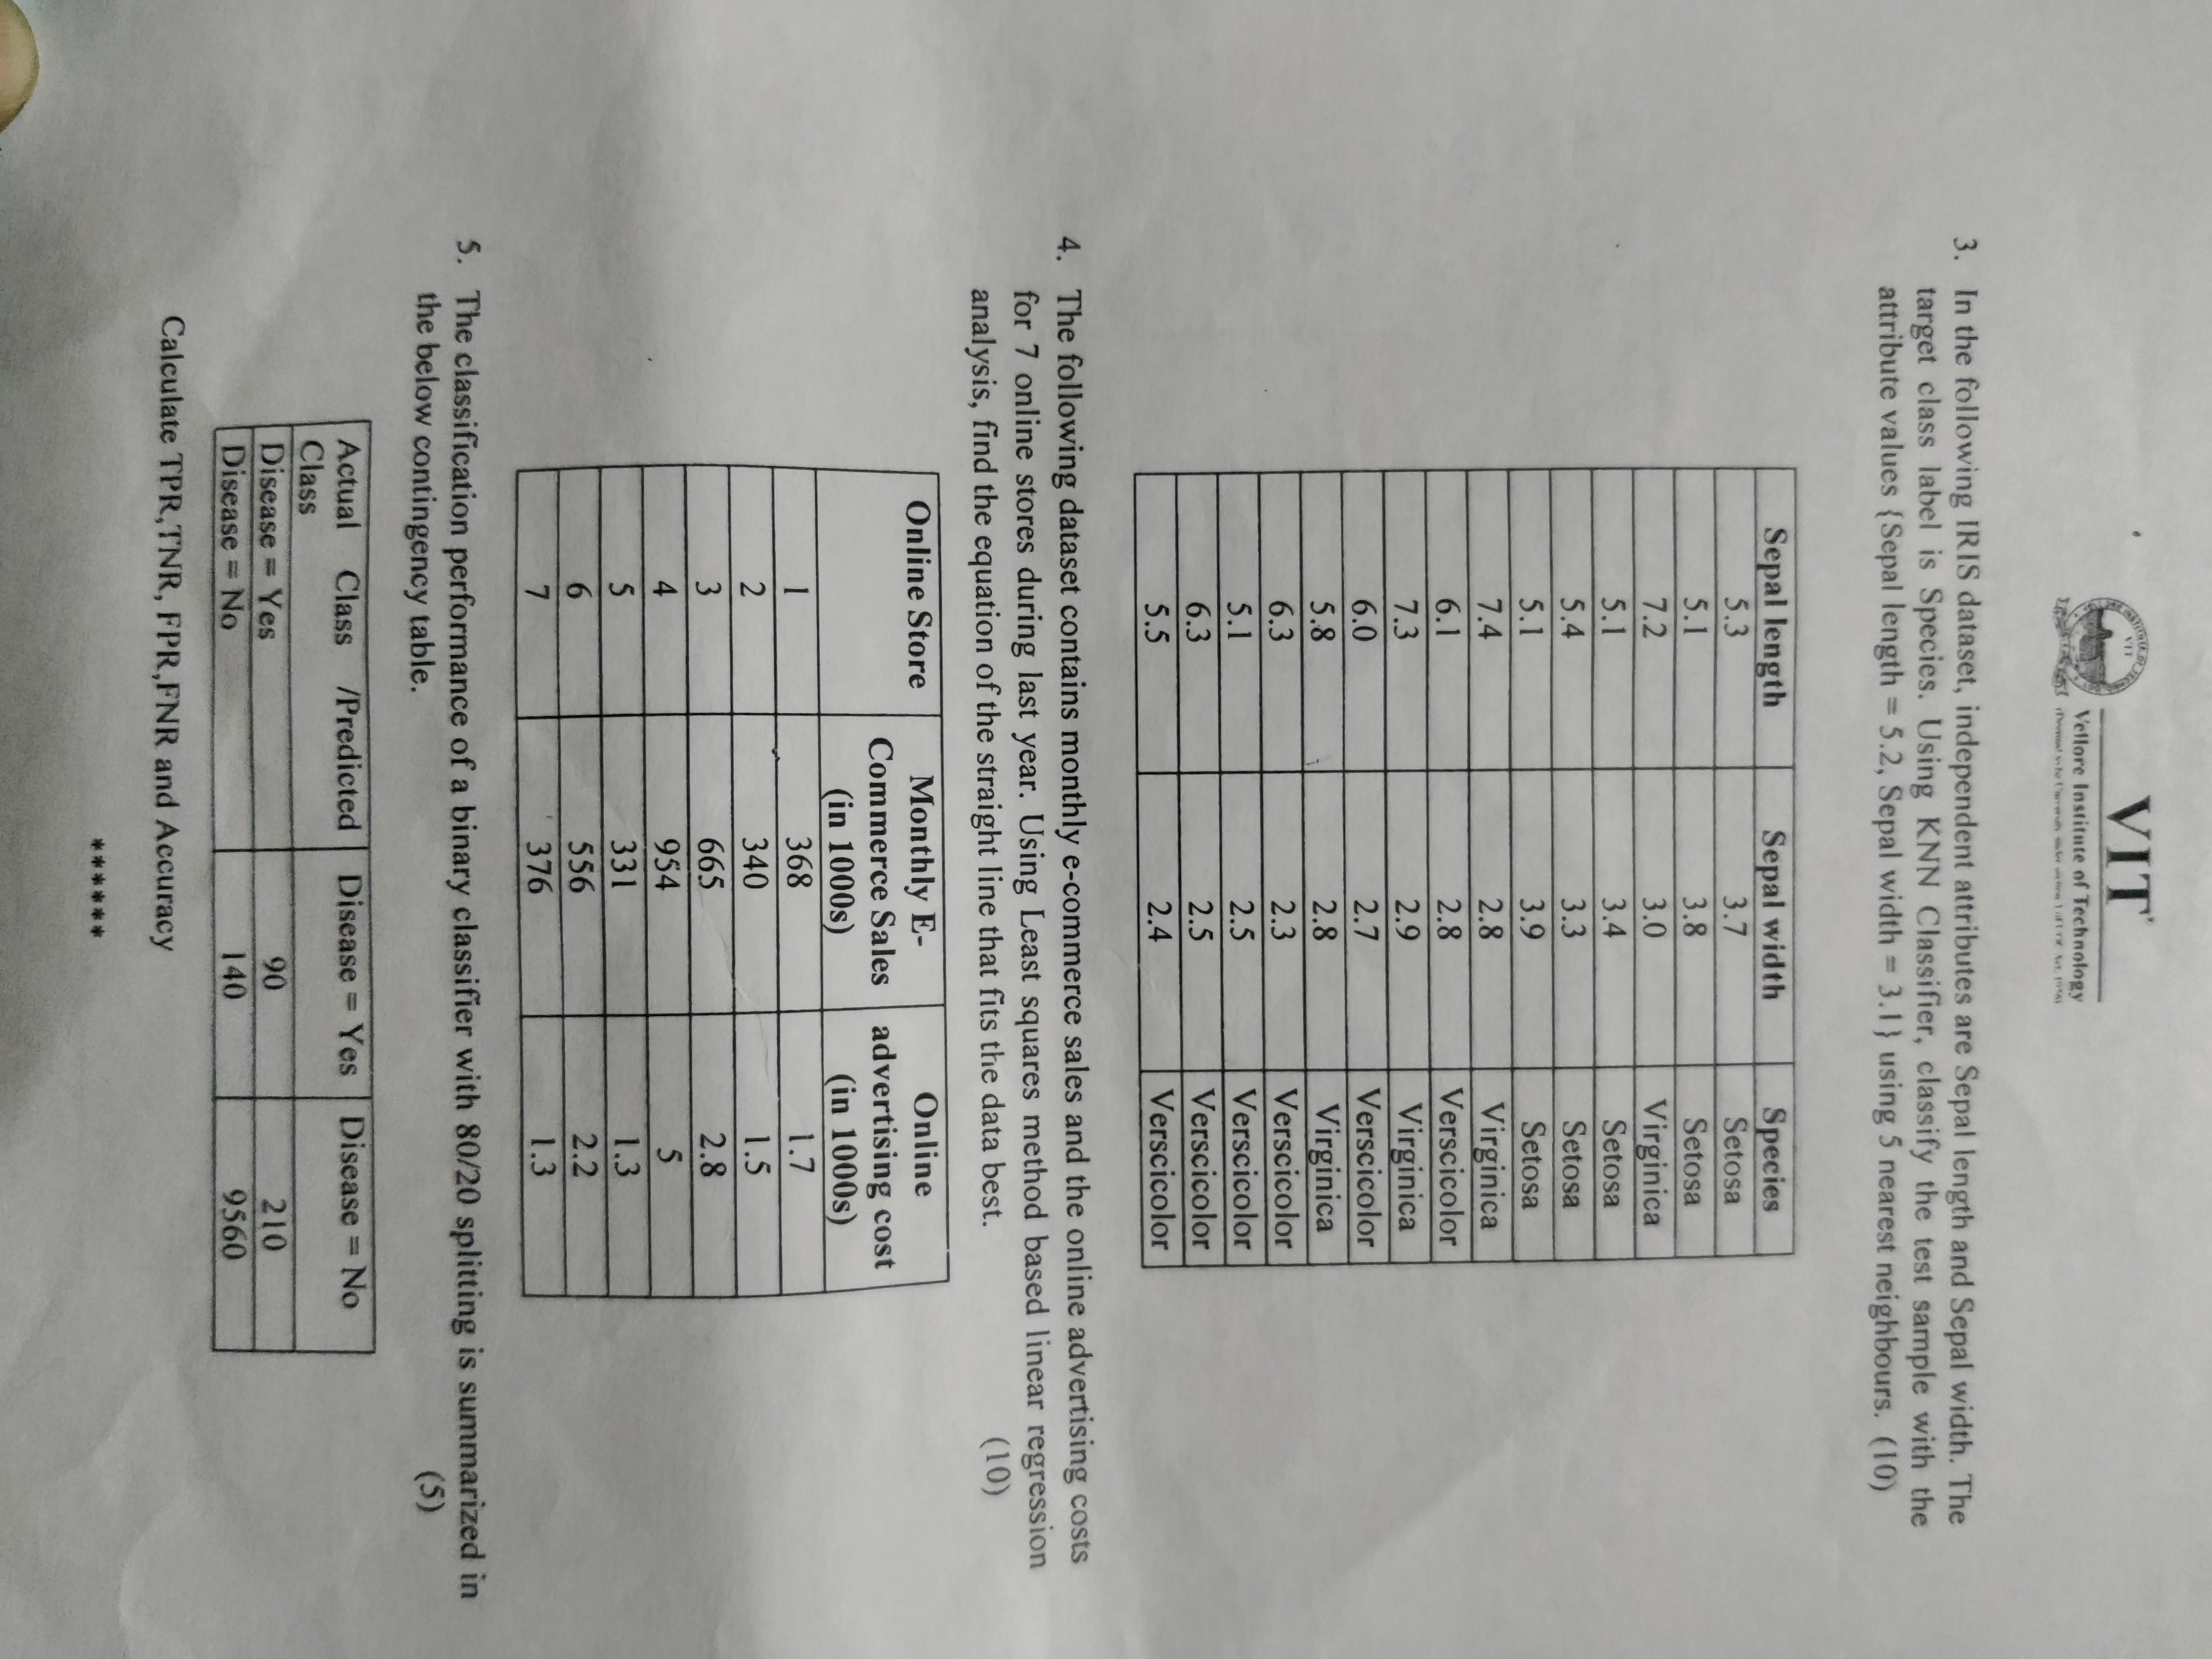 VIT
Vellore Institute of Technology
(Deemed to be University under section 3 of UGC Act, 1956)
3. In the following IRIS dataset, independent attributes are Sepal length and Sepal width. The
target class label is Species. Using KNN Classifier, classify the test sample with the
attribute values {Sepal length = 5.2, Sepal width = 3.1} using 5 nearest neighbours. (10)
Sepal length Sepal width Species
5.3 3.7 Setosa
5.1 3.8 Setosa
7.2 3.0 Virginica
5.1 3.4 Setosa
5.4 3.3 Setosa
5.1 3.9 Setosa
7.4 2.8 Virginica
6.1 2.8 Verscicolor
7.3 2.9 Virginica
6.0 2.7 Verscicolor
5.8 2.8 Virginica
6.3 2.3 Verscicolor
5.1 2.5 Verscicolor
6.3 2.5 Verscicolor
5.5 2.4 Verscicolor
4. The following dataset contains monthly e-commerce sales and the online advertising costs
for 7 online stores during last year. Using Least squares method based linear regression
analysis, find the equation of the straight line that fits the data best. (10)
Online Store Monthly E- Online
Commerce Sales advertising cost
(in 1000s) (in 1000s)
1 368 1.7
2 340 1.5
3 665 2.8
4 954 5
5 331 1.3
6 556 2.2
7 376 1.3
5. The classification performance of a binary classifier with 80/20 splitting is summarized in
the below contingency table. (5)
Actual Class /Predicted Disease = Yes Disease = No
Class
Disease = Yes 90 210
Disease = No 140 9560
Calculate TPR,TNR, FPR,FNR and Accuracy
******